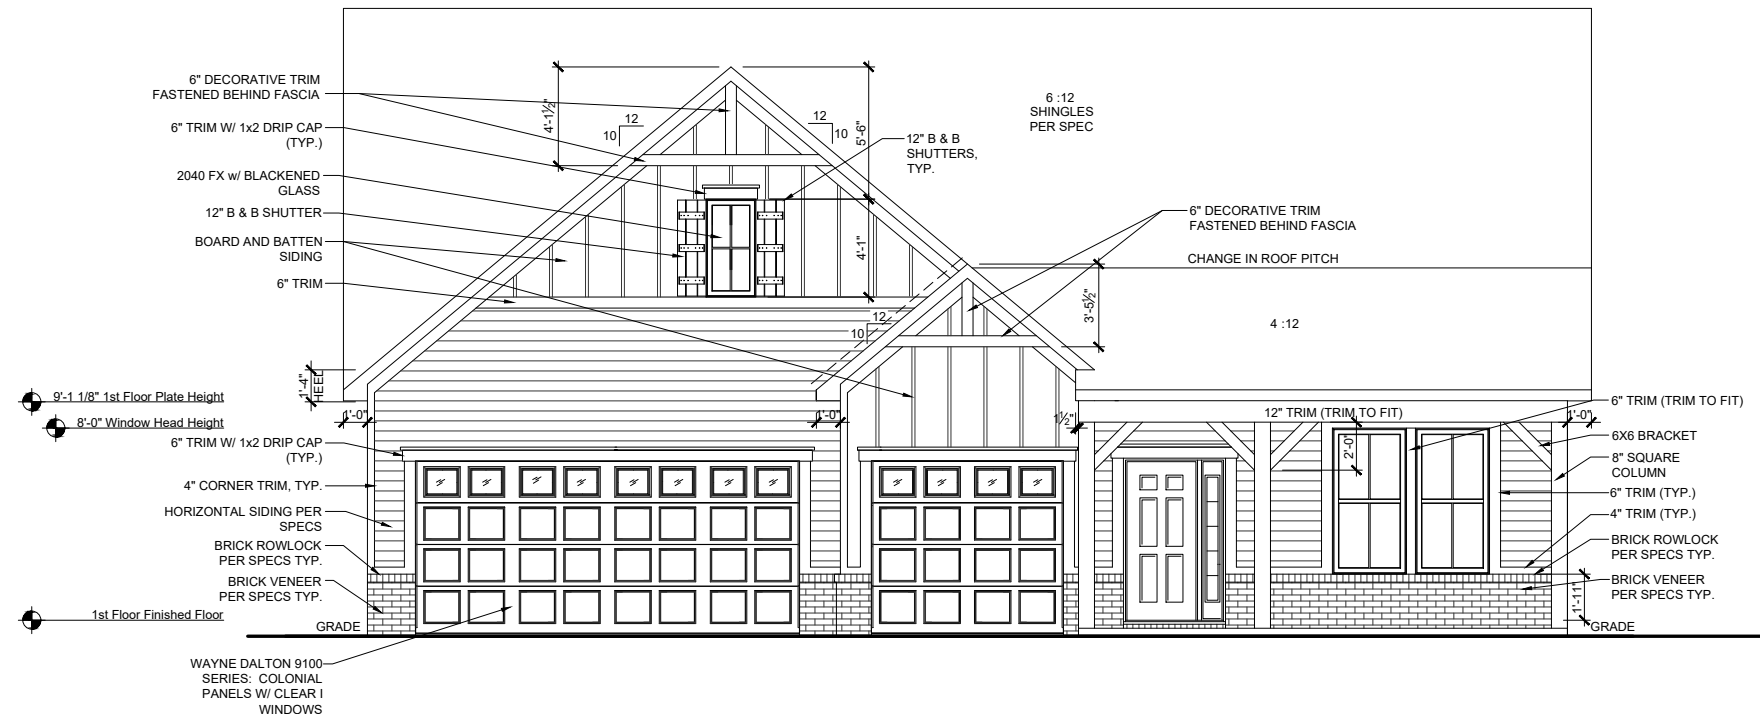 6" DECORATIVE TRIM
FASTENED BEHIND FASCIA
6" TRIM W/ 1x2 DRIP CAP
(TYP.)
2040 FX w/ BLACKENED
GLASS
12" B & B SHUTTER
BOARD AND BATTEN
SIDING
6" TRIM
1'-4"
HEEL
9'-1 1/8" 1st Floor Plate Height
8'-0" Window Head Height
6" TRIM W/ 1x2 DRIP CAP
(TYP.)
4" CORNER TRIM, TYP.
HORIZONTAL SIDING PER
SPECS
BRICK ROWLOCK
PER SPECS TYP.
BRICK VENEER
PER SPECS TYP.
1st Floor Finished Floor
GRADE
WAYNE DALTON 9100
SERIES: COLONIAL
PANELS W/ CLEAR I
WINDOWS
4'-1½"
12
10
12
10
5'-6"
4'-1"
12" B & B
SHUTTERS,
TYP.
6 :12
SHINGLES
PER SPEC
6" DECORATIVE TRIM
FASTENED BEHIND FASCIA
CHANGE IN ROOF PITCH
3'-5½"
4 :12
12
10
1'-0"
1'-0"
1½"
12" TRIM (TRIM TO FIT)
1'-0"
2'-0"
6" TRIM (TRIM TO FIT)
6X6 BRACKET
8" SQUARE
COLUMN
6" TRIM (TYP.)
4" TRIM (TYP.)
BRICK ROWLOCK
PER SPECS TYP.
BRICK VENEER
PER SPECS TYP.
1'-11"
GRADE